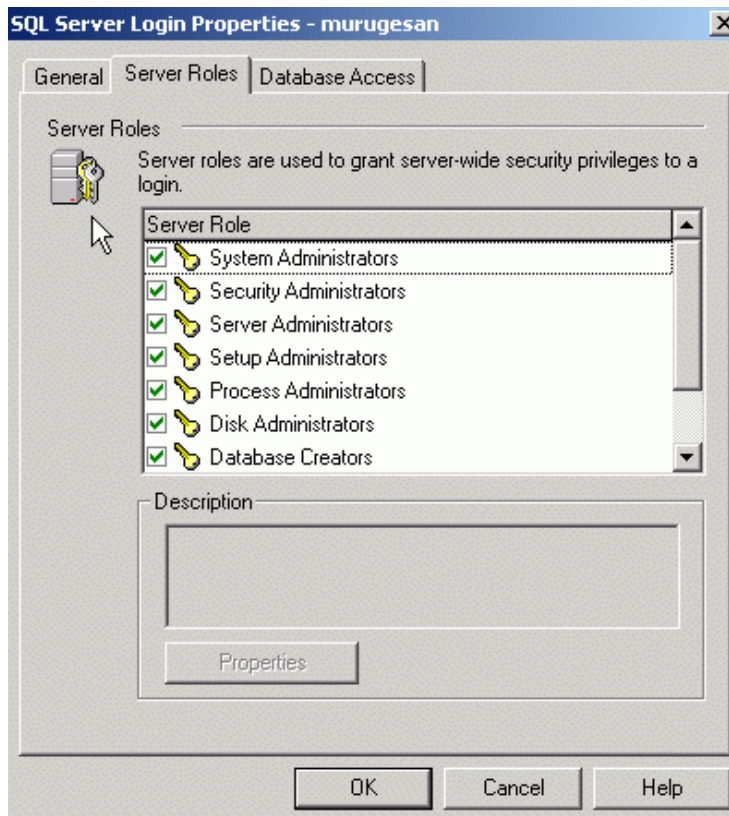 SQL Server Login Properties - murugesan
General
Server Roles
Database Access
Server Roles
Server roles are used to grant server-wide security privileges to a
login.
Server Role
System Administrators
Security Administrators
Server Administrators
Setup Administrators
Process Administrators
Disk Administrators
Database Creators
Description
Properties
OK
Cancel
Help